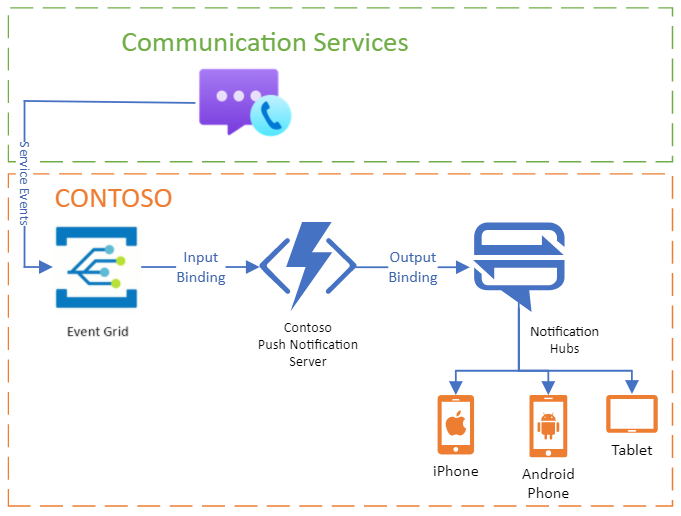 Communication Services
Service Events
CONTOSO
Input
Binding
Output
Binding
Event Grid
Contoso
Push Notification
Server
Notification
Hubs
iPhone
Android
Phone
Tablet